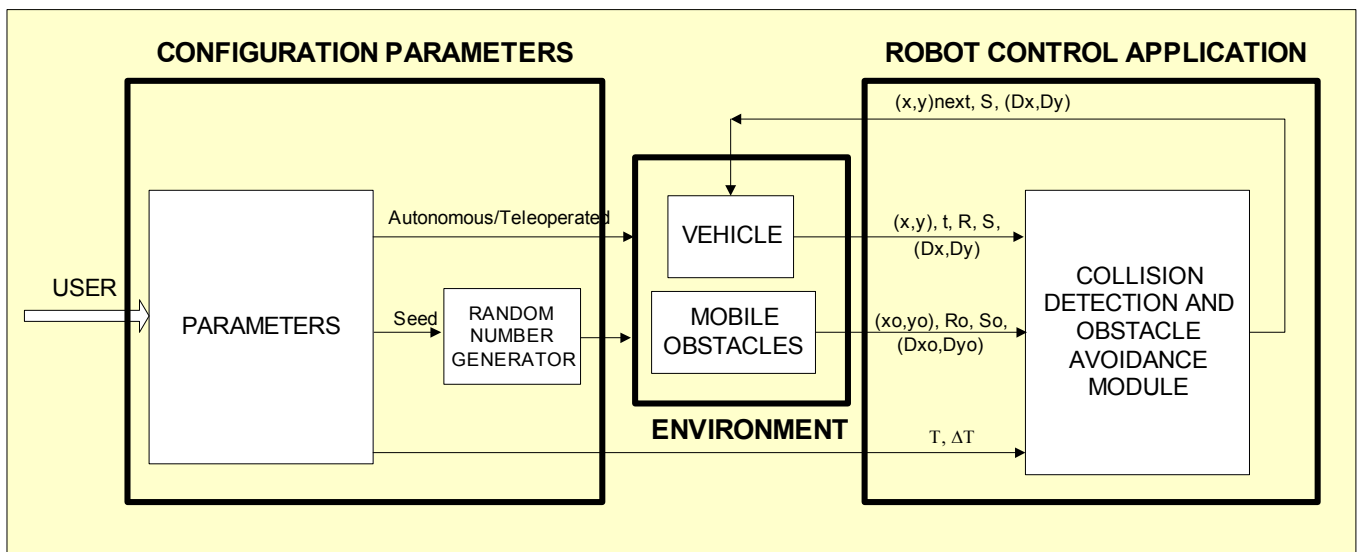 CONFIGURATION PARAMETERS
ROBOT CONTROL APPLICATION
(x,y)next, S, (Dx,Dy)
Autonomous/Teleoperated
VEHICLE
(x,y), t, R, S,
(Dx,Dy)
USER
PARAMETERS
Seed
RANDOM
NUMBER
GENERATOR
MOBILE
OBSTACLES
(xo,yo), Ro, So,
(Dxo,Dyo)
COLLISION
DETECTION AND
OBSTACLE
AVOIDANCE
MODULE
ENVIRONMENT
T, ΔT